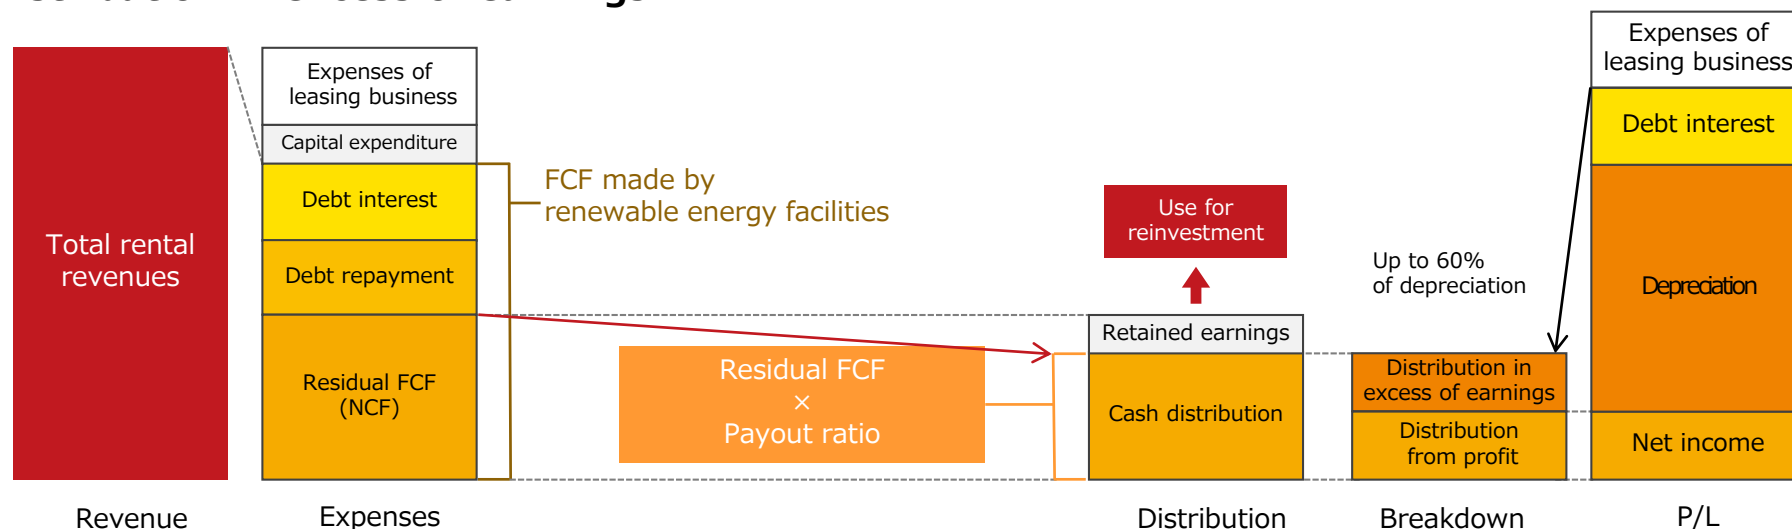 Total rental
revenues
Revenue
Expenses of
leasing business
Capital expenditure
Debt interest
Debt repayment
Residual FCF
(NCF)
Expenses
FCF made by
renewable energy facilities
Residual FCF
×
Payout ratio
Use for
reinvestment
Retained earnings
Cash distribution
Distribution
Up to 60%
of depreciation
Distribution in
excess of earnings
Distribution
from profit
Breakdown
Expenses of
leasing business
Debt interest
Depreciation
Net income
P/L